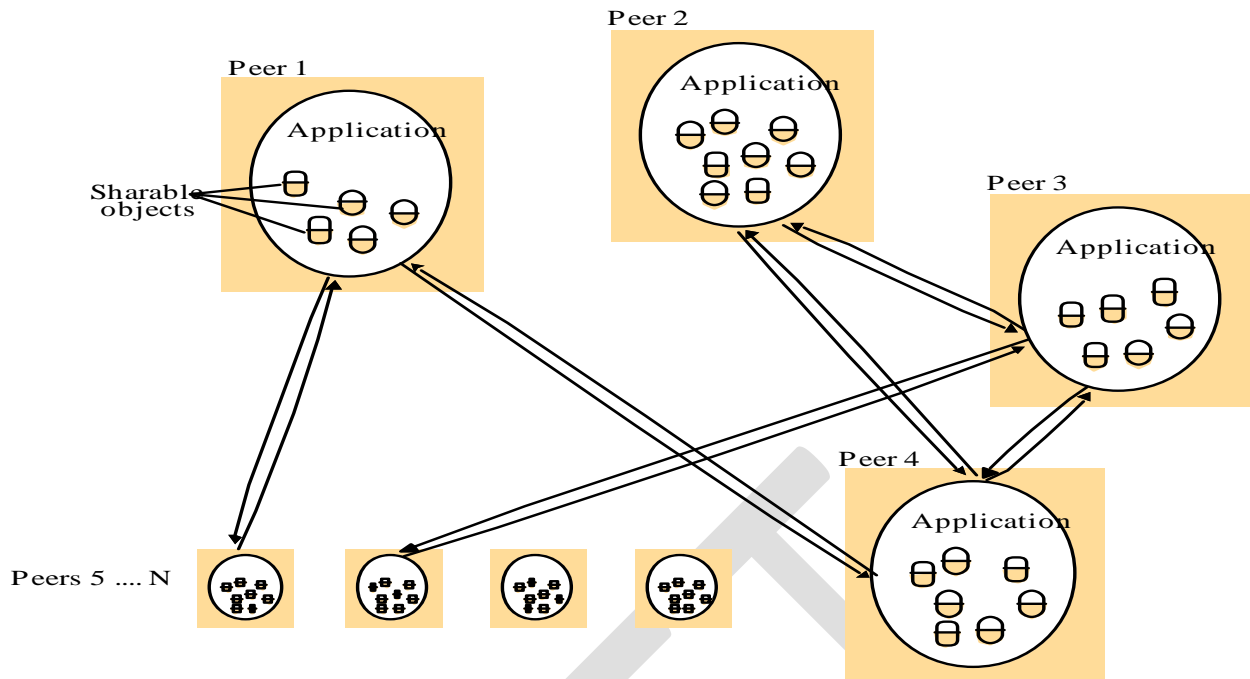 Peer 2
Peer 1
Application
Application
Peer 3
Sharable
objects
Application
Peer 4
Application
Peers 5 .... N